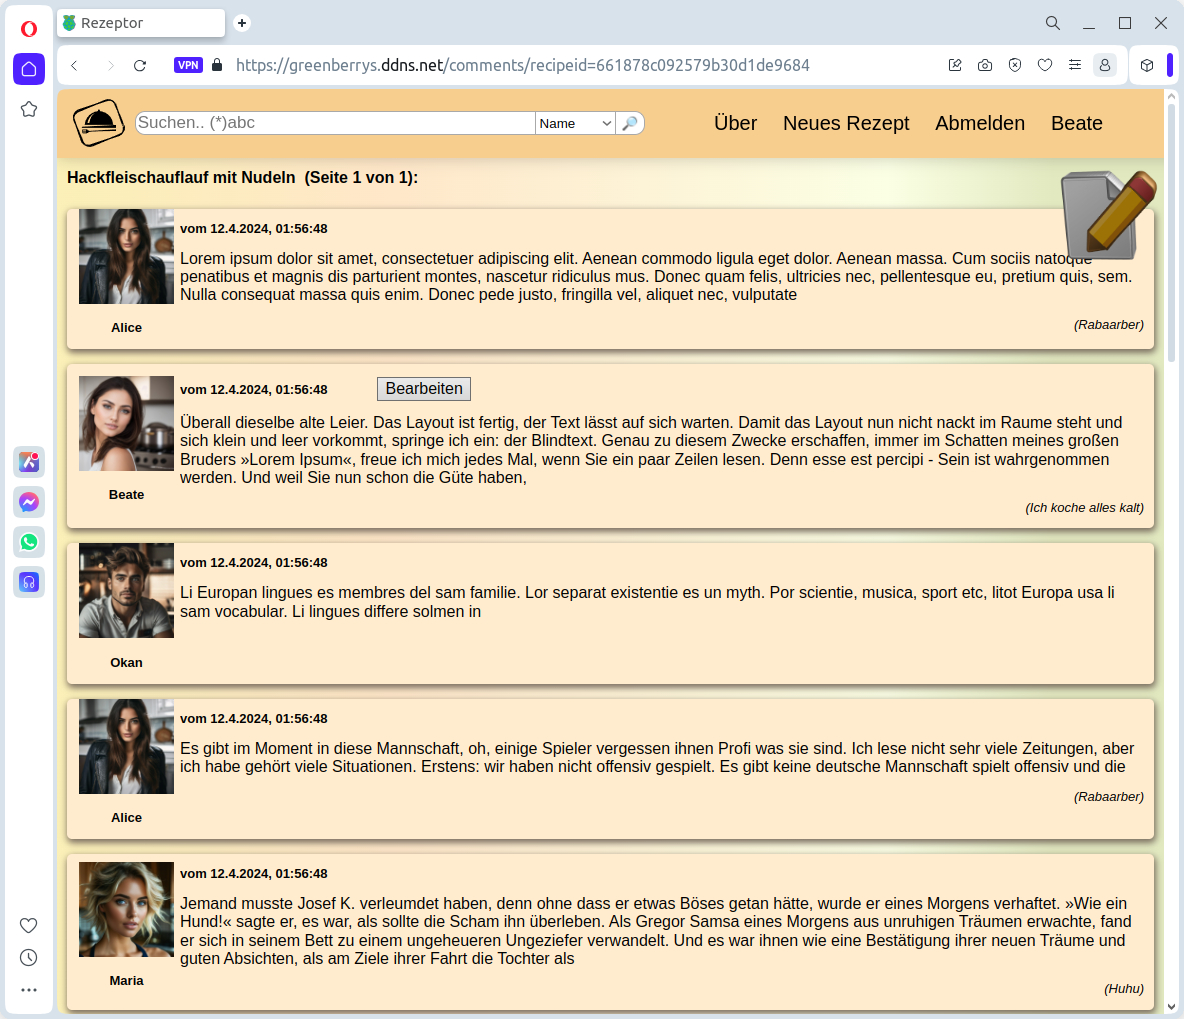 Rezeptor
VPN
https://greenberrys.ddns.net/comments/recipeid=661878c092579b30d1de9684
Suchen.. (*)abc
Name
Über
Neues Rezept
Abmelden
Beate
Hackfleischauflauf mit Nudeln (Seite 1 von 1):
vom 12.4.2024, 01:56:48
Lorem ipsum dolor sit amet, consectetuer adipiscing elit. Aenean commodo ligula eget dolor. Aenean massa. Cum sociis natoque
penatibus et magnis dis parturient montes, nascetur ridiculus mus. Donec quam felis, ultricies nec, pellentesque eu, pretium quis, sem.
Nulla consequat massa quis enim. Donec pede justo, fringilla vel, aliquet nec, vulputate
(Rabaarber)
Alice
vom 12.4.2024, 01:56:48
Bearbeiten
Überall dieselbe alte Leier. Das Layout ist fertig, der Text lässt auf sich warten. Damit das Layout nun nicht nackt im Raume steht und
sich klein und leer vorkommt, springe ich ein: der Blindtext. Genau zu diesem Zwecke erschaffen, immer im Schatten meines großen
Bruders »Lorem Ipsum«, freue ich mich jedes Mal, wenn Sie ein paar Zeilen lesen. Denn esse est percipi - Sein ist wahrgenommen
werden. Und weil Sie nun schon die Güte haben,
Beate
(Ich koche alles kalt)
vom 12.4.2024, 01:56:48
Li Europan lingues es membres del sam familie. Lor separat existentie es un myth. Por scientie, musica, sport etc, litot Europa usa li
sam vocabular. Li lingues differe solmen in
Okan
vom 12.4.2024, 01:56:48
Es gibt im Moment in diese Mannschaft, oh, einige Spieler vergessen ihnen Profi was sie sind. Ich lese nicht sehr viele Zeitungen, aber
ich habe gehört viele Situationen. Erstens: wir haben nicht offensiv gespielt. Es gibt keine deutsche Mannschaft spielt offensiv und die
(Rabaarber)
Alice
vom 12.4.2024, 01:56:48
Jemand musste Josef K. verleumdet haben, denn ohne dass er etwas Böses getan hätte, wurde er eines Morgens verhaftet. »Wie ein
Hund!« sagte er, es war, als sollte die Scham ihn überleben. Als Gregor Samsa eines Morgens aus unruhigen Träumen erwachte, fand
er sich in seinem Bett zu einem ungeheueren Ungeziefer verwandelt. Und es war ihnen wie eine Bestätigung ihrer neuen Träume und
guten Absichten, als am Ziele ihrer Fahrt die Tochter als
Maria
(Huhu)